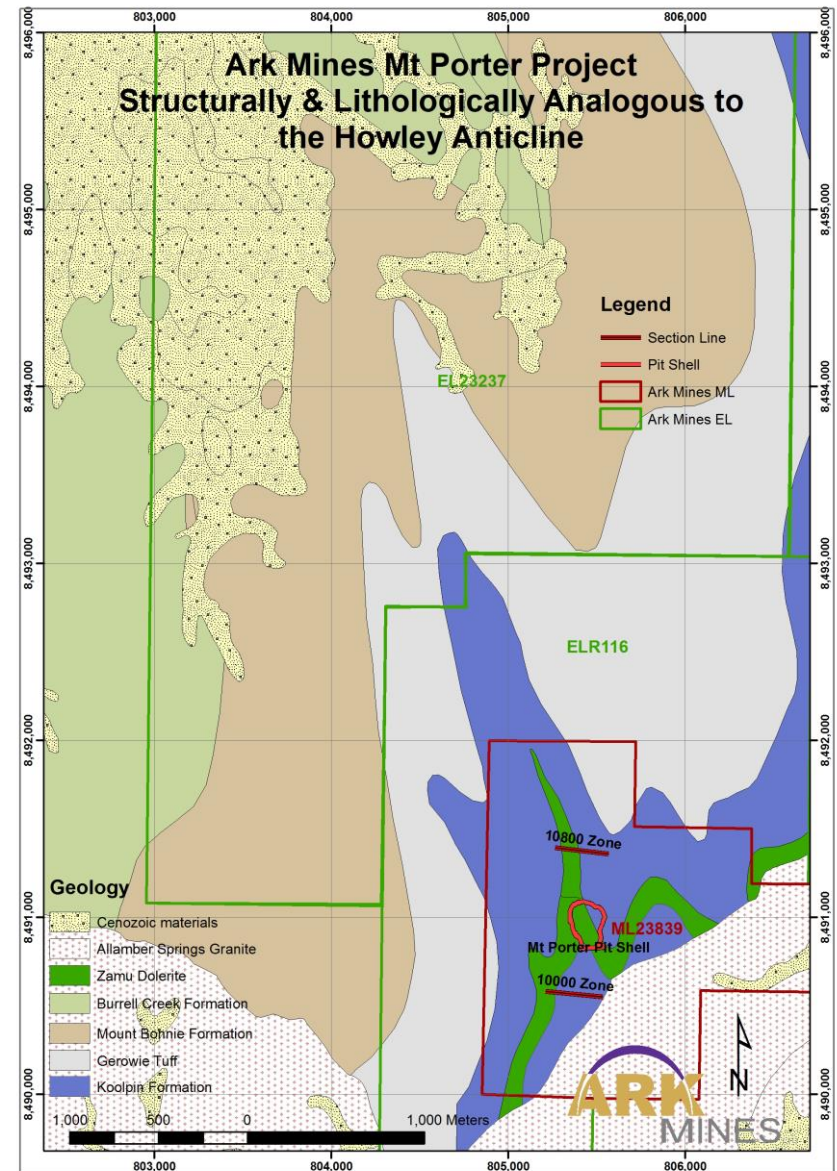 803,000 804,000 805,000 806,000
8,496,000 8,496,000
Ark Mines Mt Porter Project
Structurally & Lithologically Analogous to
the Howley Anticline
8,495,000 8,495,000
Legend
Section Line
Pit Shell
Ark Mines ML
Ark Mines EL
EL23237
8,494,000 8,494,000
8,493,000 8,493,000
ELR116
8,492,000 8,492,000
10800 Zone
ML23839
Mt Porter Pit Shell
10000 Zone
8,491,000 8,491,000
Geology
Cenozoic materials
Allamber Springs Granite
Zamu Dolerite
Burrell Creek Formation
Mount Bohnie Formation
Gerowie Tuff
Koolpin Formation
8,490,000 8,490,000
1,000 500 0 1,000 Meters
N
ARK
MINES
803,000 804,000 805,000 806,000